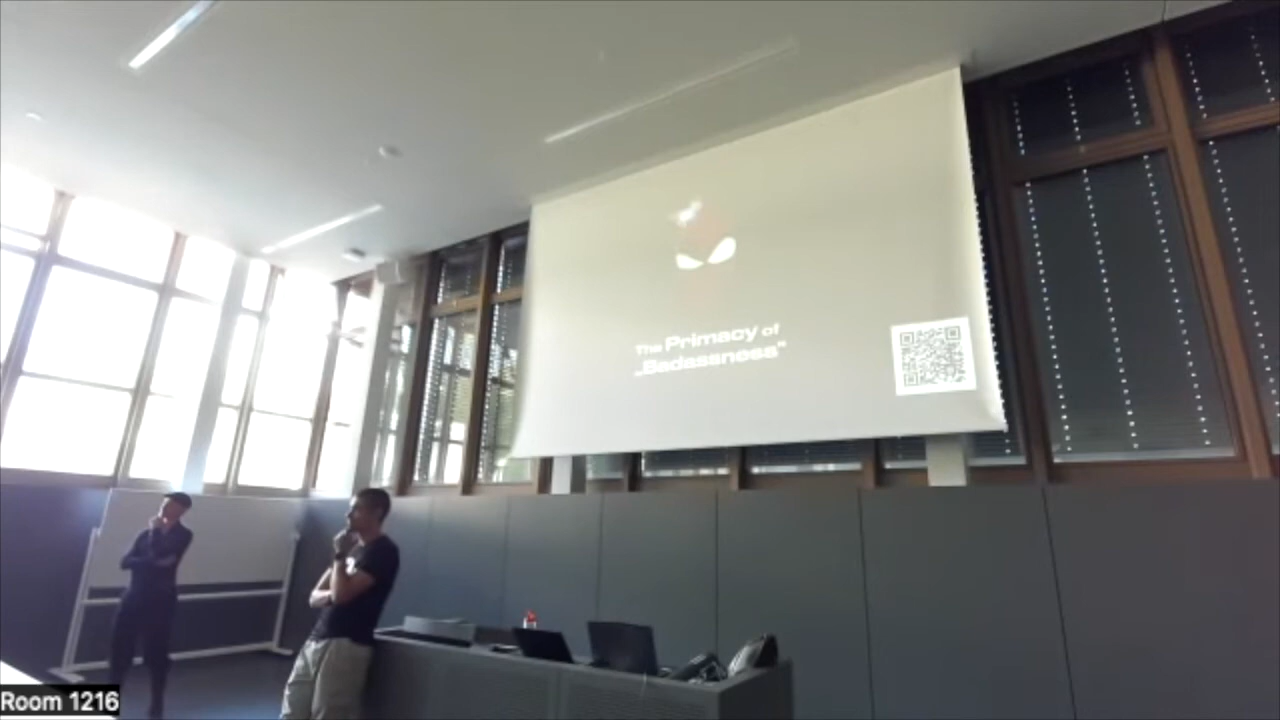 The Primacy of
„Badassness”
Room 1216